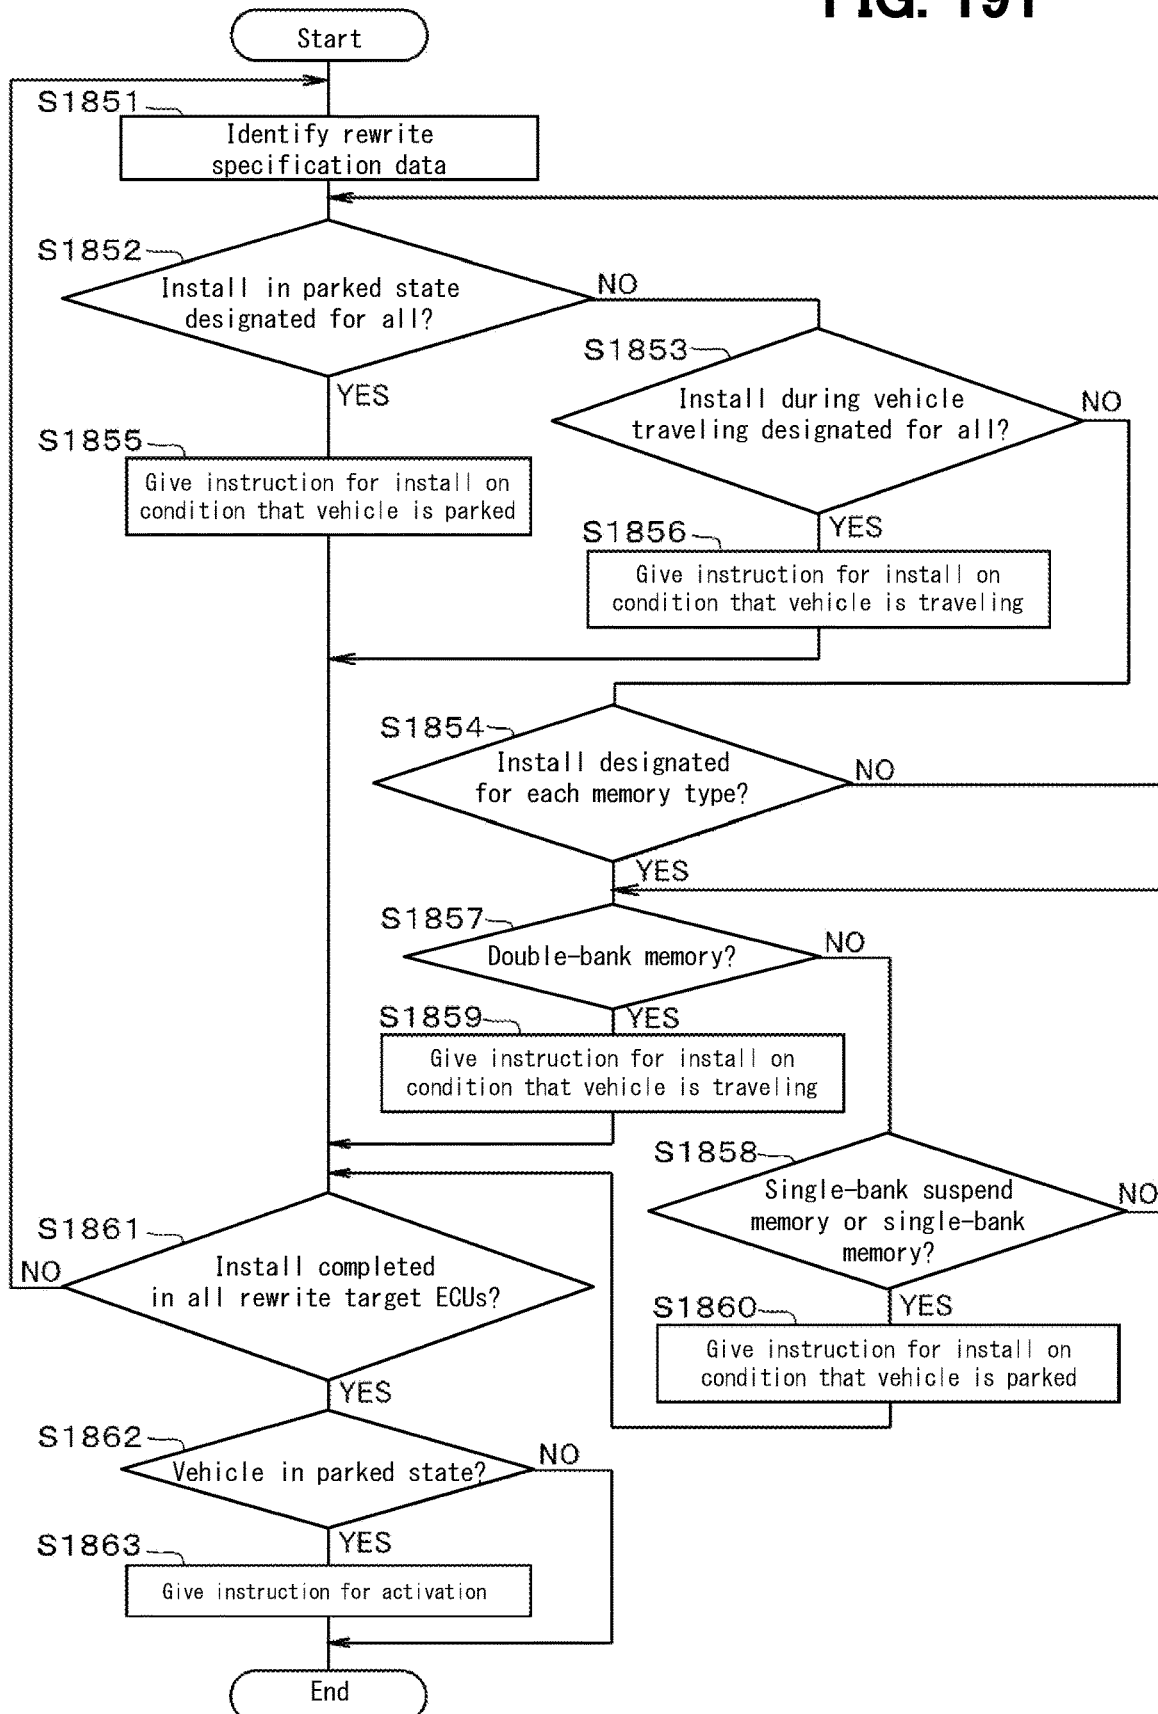 FIG. 191
Start
S1851
Identify rewrite
specification data
S1852
Install in parked state
designated for all?
NO
YES
S1853
Install during vehicle
traveling designated for all?
NO
YES
S1855
Give instruction for install on
condition that vehicle is parked
S1856
Give instruction for install on
condition that vehicle is traveling
S1854
Install designated
for each memory type?
NO
YES
S1857
Double-bank memory?
NO
YES
S1859
Give instruction for install on
condition that vehicle is traveling
S1858
Single-bank suspend
memory or single-bank
memory?
NO
YES
S1860
Give instruction for install on
condition that vehicle is parked
S1861
Install completed
in all rewrite target ECUs?
NO
YES
S1862
Vehicle in parked state?
NO
YES
S1863
Give instruction for activation
End